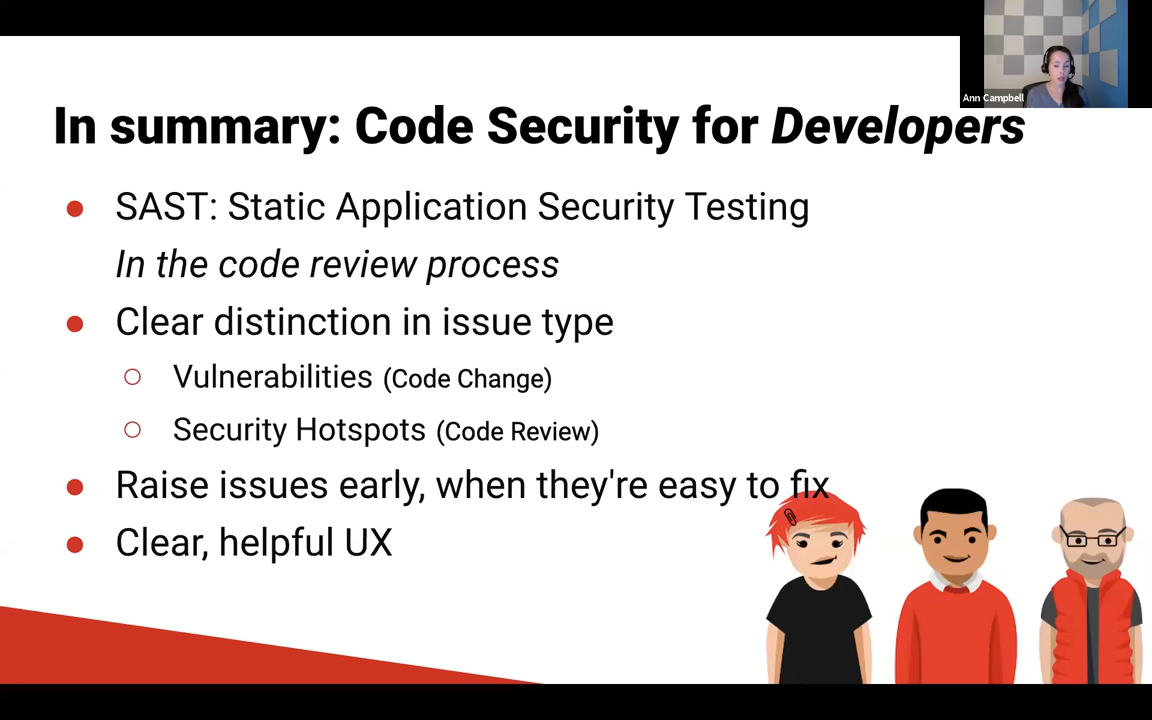 Ann Campbell
In summary: Code Security for Developers
● SAST: Static Application Security Testing
In the code review process
● Clear distinction in issue type
○ Vulnerabilities (Code Change)
○ Security Hotspots (Code Review)
● Raise issues early, when they're easy to fix
● Clear, helpful UX